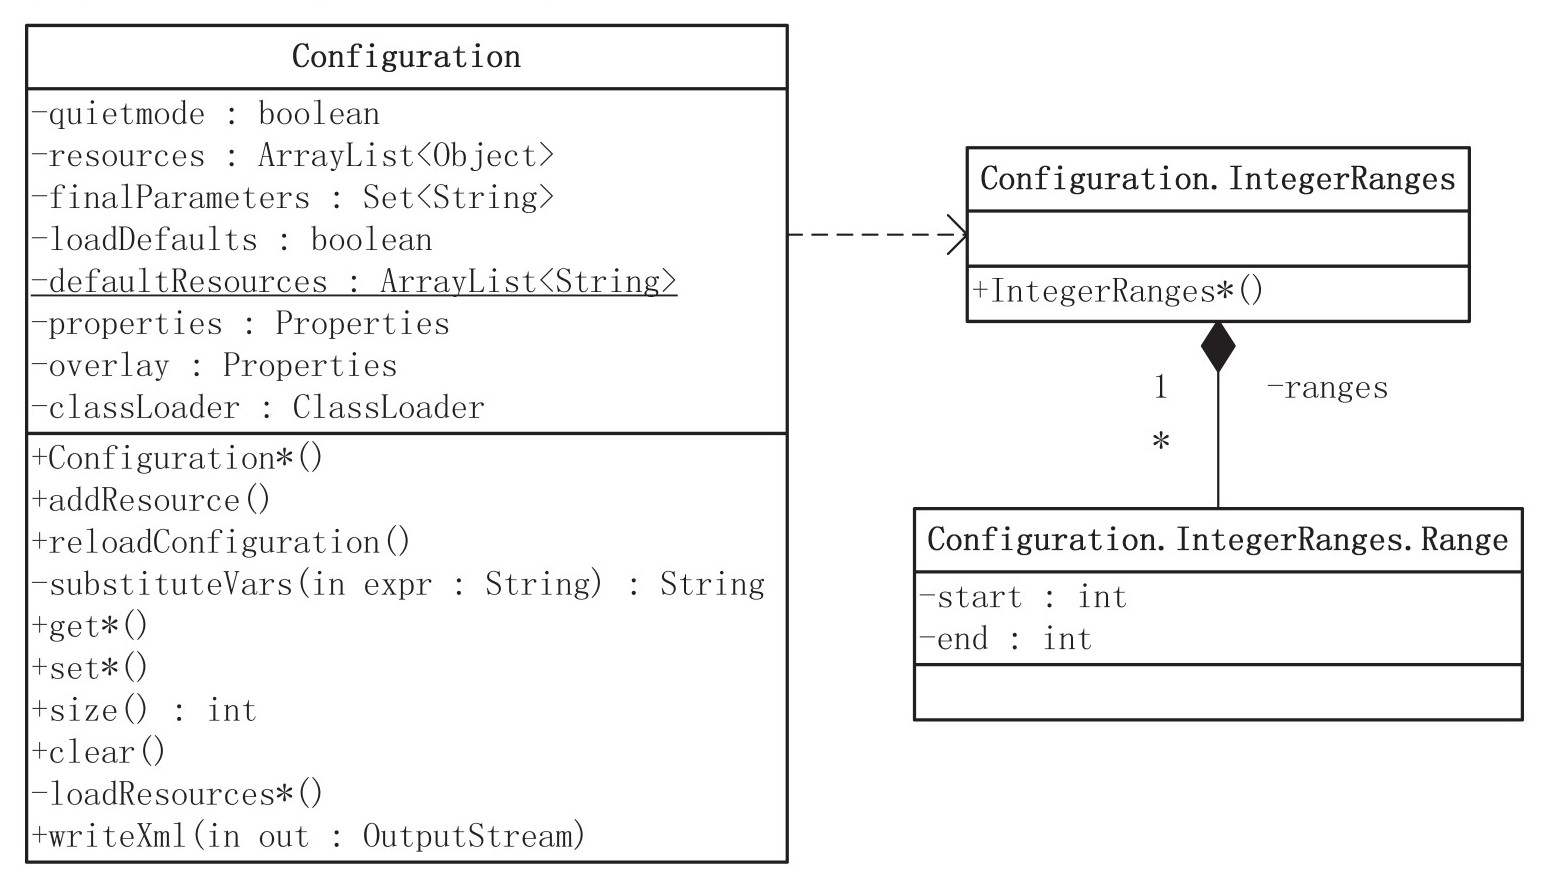 Configuration
-quietmode : boolean
-resources : ArrayList<Object>
-finalParameters : Set<String>
-loadDefaults : boolean
-defaultResources : ArrayList<String>
-properties : Properties
-overlay : Properties
-classLoader : ClassLoader
+Configuration*()
+addResource()
+reloadConfiguration()
-substituteVars(in expr : String) : String
+get*()
+set*()
+size() : int
+clear()
-loadResources*()
+writeXml(in out : OutputStream)
Configuration.IntegerRanges
+IntegerRanges*()
1
-ranges
*
Configuration.IntegerRanges.Range
-start : int
-end : int